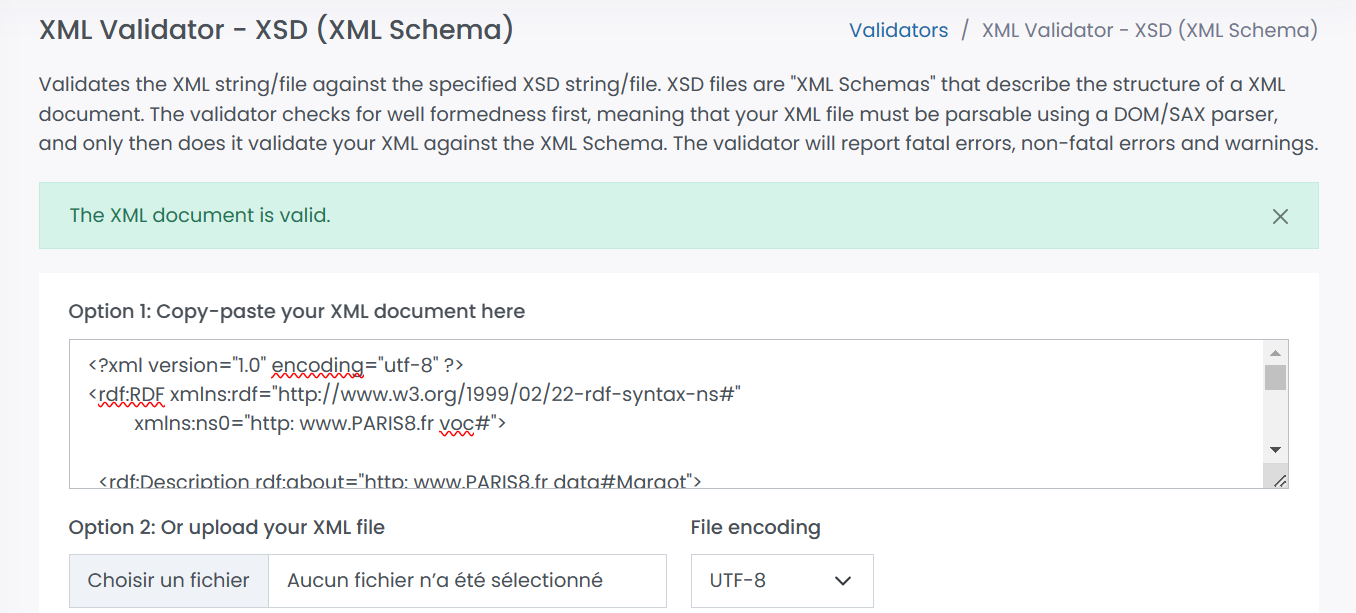 XML Validator - XSD (XML Schema)
Validators / XML Validator - XSD (XML Schema)
Validates the XML string/file against the specified XSD string/file. XSD files are "XML Schemas" that describe the structure of a XML
document. The validator checks for well formedness first, meaning that your XML file must be parsable using a DOM/SAX parser,
and only then does it validate your XML against the XML Schema. The validator will report fatal errors, non-fatal errors and warnings.
The XML document is valid.
Option 1: Copy-paste your XML document here
<?xml version="1.0" encoding="utf-8" ?>
<rdf:RDF xmlns:rdf="http://www.w3.org/1999/02/22-rdf-syntax-ns#"
xmlns:ns0="http: www.PARIS8.fr voc#">
<rdf:Description rdf:about="http: www.PARIS8.fr data#Margot">
Option 2: Or upload your XML file
File encoding
Choisir un fichier
Aucun fichier n'a été sélectionné
UTF-8